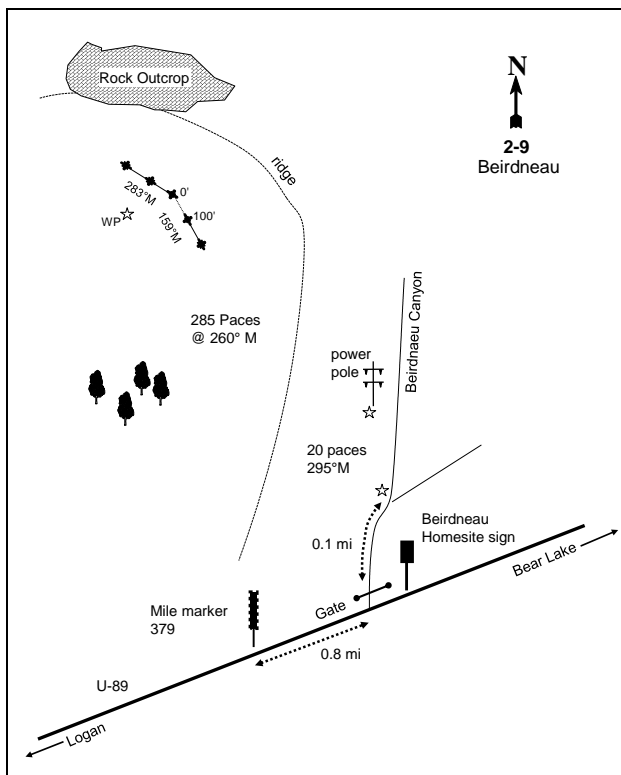 Rock Outcrop
N
2-9
Beirdneau
ridge
0'
283°M
100'
159°M
WP
285 Paces
@ 260° M
Beirdnaeu Canyon
power
pole
20 paces
295°M
0.1 mi
Beirdneau
Homesite sign
Bear Lake
Gate
Mile marker
379
0.8 mi
U-89
Logan